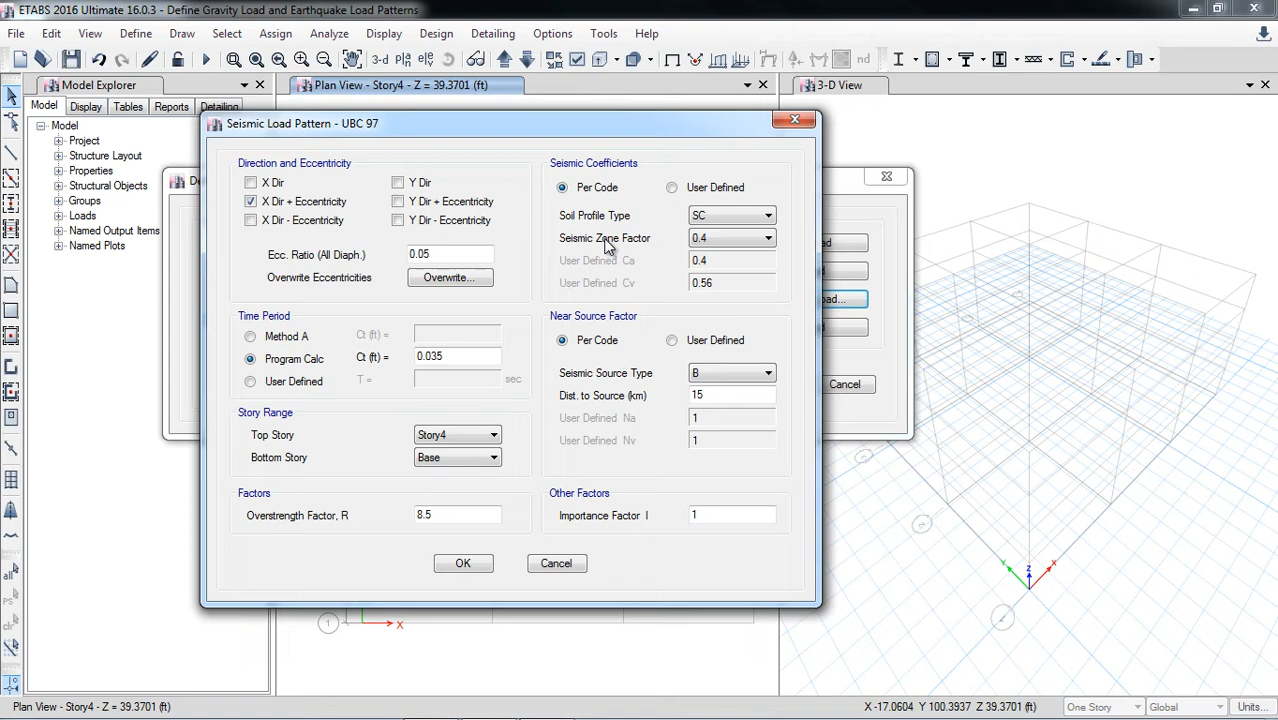 ETABS 2016 Ultimate 16.0.3 - Define Gravity Load and Earthquake Load Patterns
File Edit View Define Draw Select Assign Analyze Display Design Detailing Options Tools Help
3-d
Model Explorer
Plan View - Story4 - Z = 39.3701 (ft)
3-D View
Model Display Tables Reports Detailing
Model
Project
Structure Layout
Properties
Structural Objects
Groups
Loads
Named Output Items
Named Plots
Seismic Load Pattern - UBC 97
Direction and Eccentricity
X Dir Y Dir
X Dir + Eccentricity Y Dir + Eccentricity
X Dir - Eccentricity Y Dir - Eccentricity
Ecc. Ratio (All Diaph.) 0.05
Overwrite Eccentricities Overwrite...
Time Period
Method A Ct (ft) =
Program Calc Ct (ft) = 0.035
User Defined T = sec
Story Range
Top Story Story4
Bottom Story Base
Factors
Overstrength Factor, R 8.5
Seismic Coefficients
Per Code User Defined
Soil Profile Type SC
Seismic Zone Factor 0.4
User Defined Ca 0.4
User Defined Cv 0.56
Near Source Factor
Per Code User Defined
Seismic Source Type B
Dist. to Source (km) 15
User Defined Na 1
User Defined Nv 1
Other Factors
Importance Factor I 1
OK Cancel
Cancel
all
PS
clr
nd
1
X
Y Z X
Plan View - Story4 - Z = 39.3701 (ft)
X -17.0604 Y 100.3937 Z 39.3701 (ft)
One Story Global Units...